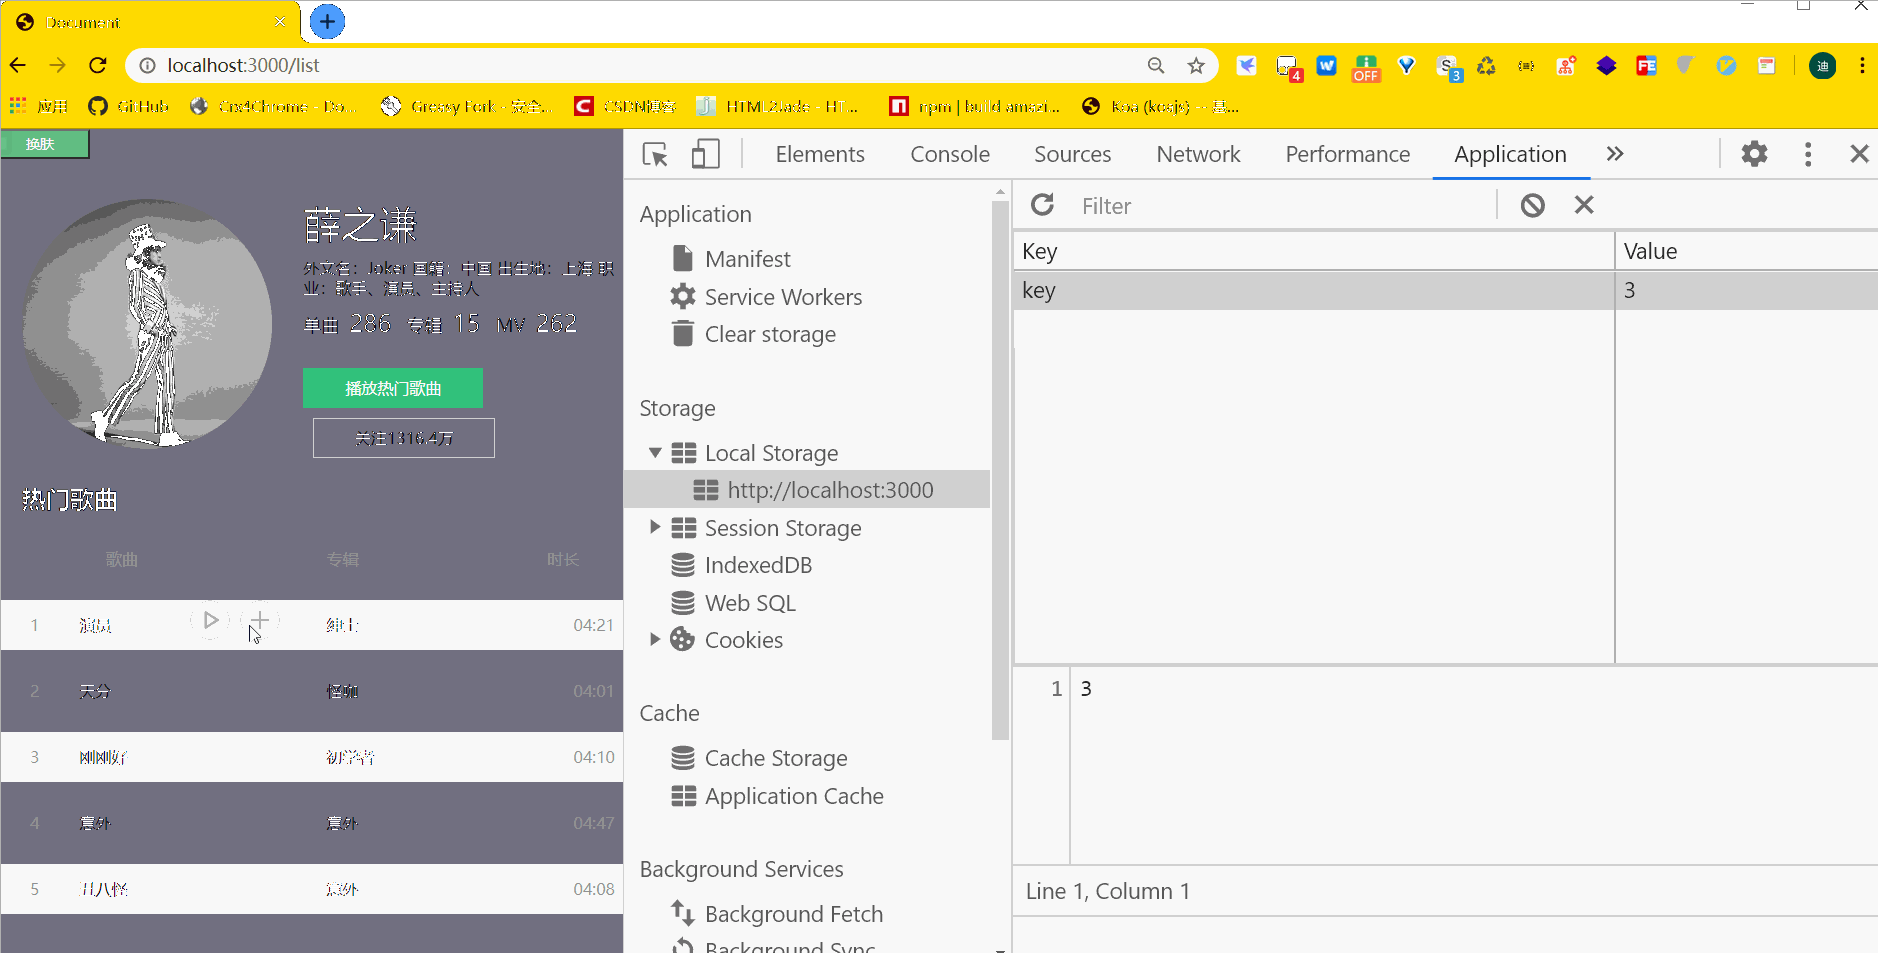 Document
localhost:3000/list
4
OFF
3
迪
应用
GitHub
Crx4Chrome - Do...
Greasy Fork - 安全...
CSDN博客
HTML2Jade - HT...
npm | build amazi...
Koa (koajs) -- 基...
换肤
薛之谦
外文名：Joker 国籍：中国 出生地：上海 职
业：歌手、演员、主持人
单曲 286 专辑 15 MV 262
播放热门歌曲
关注1316.4万
热门歌曲
歌曲 专辑 时长
1 演员 绅士 04:21
2 天分 怪咖 04:01
3 刚刚好 初学者 04:10
4 意外 意外 04:47
5 丑八怪 意外 04:08
Elements Console Sources Network Performance Application
Application
Manifest
Service Workers
Clear storage
Storage
Local Storage
http://localhost:3000
Session Storage
IndexedDB
Web SQL
Cookies
Cache
Cache Storage
Application Cache
Background Services
Background Fetch
Background Sync
Filter
Key Value
key 3
1 3
Line 1, Column 1